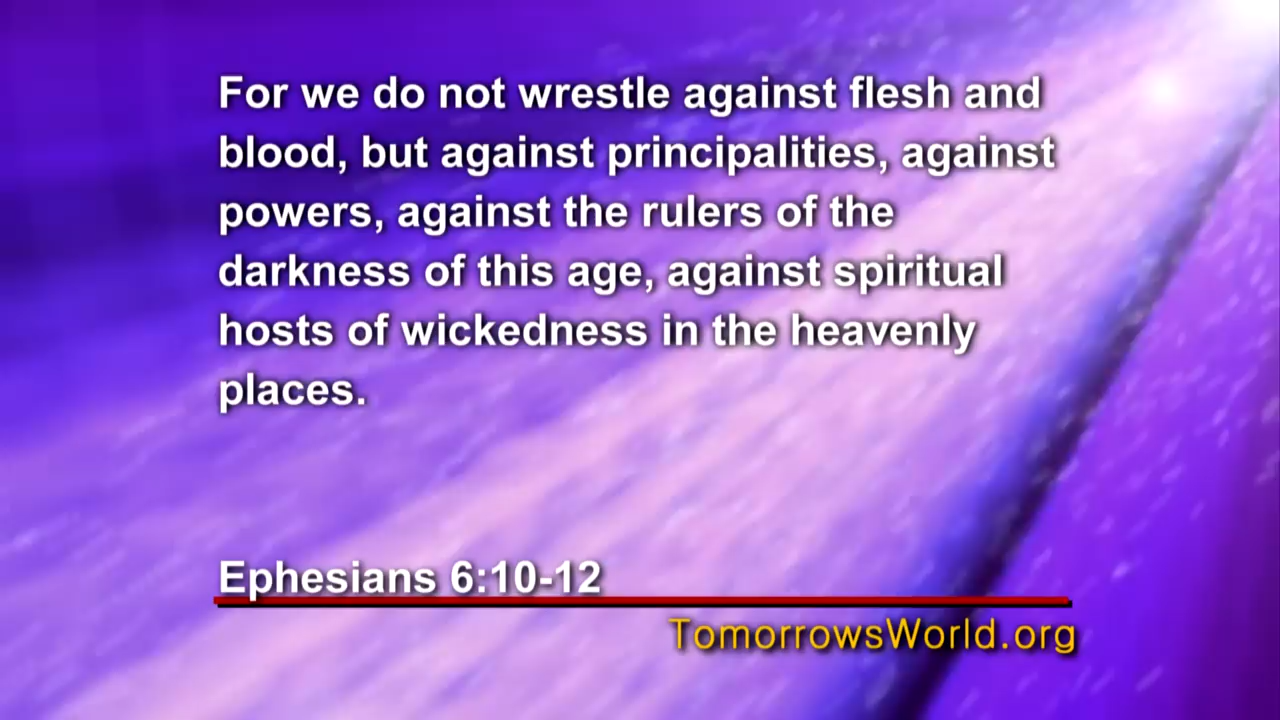 For we do not wrestle against flesh and
blood, but against principalities, against
powers, against the rulers of the
darkness of this age, against spiritual
hosts of wickedness in the heavenly
places.
Ephesians 6:10-12
TomorrowsWorld.org